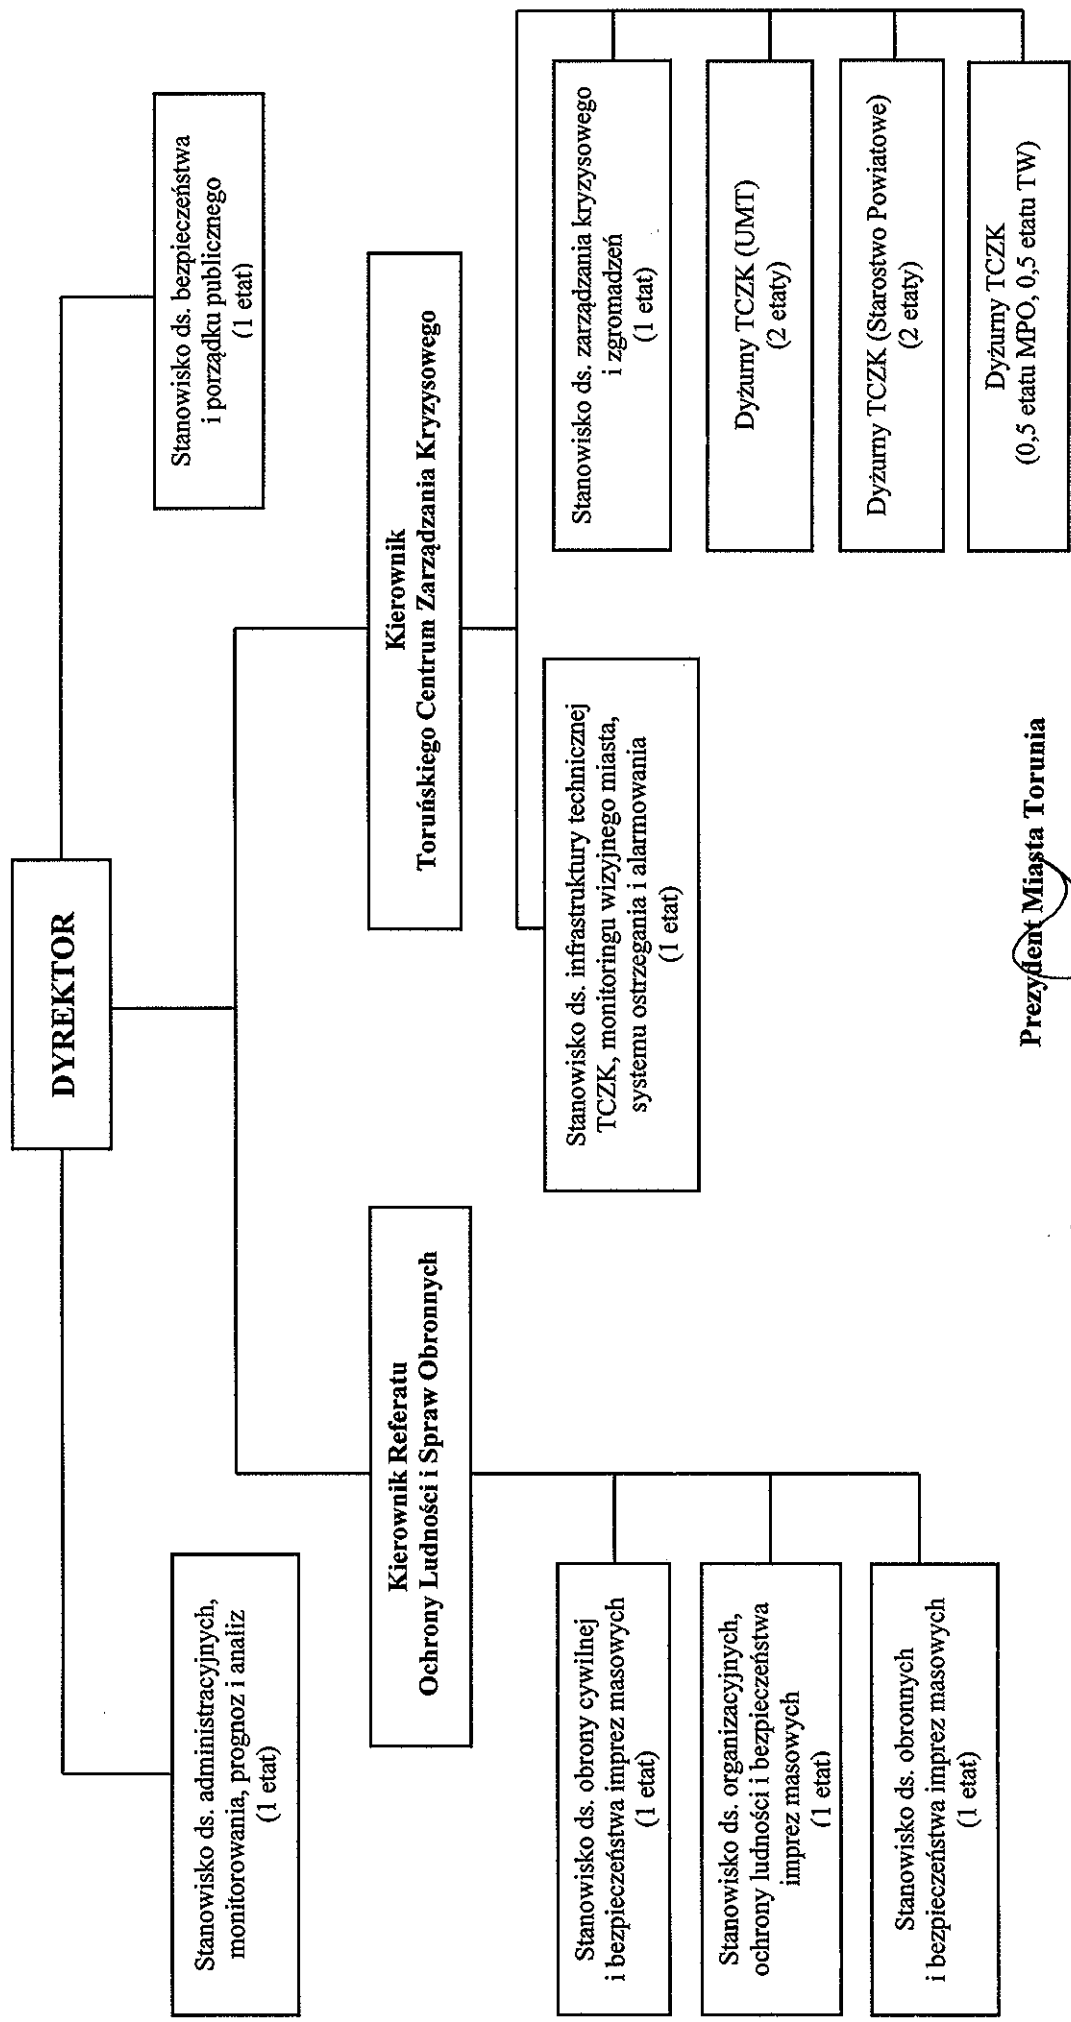 DYREKTOR
Stanowisko ds. administracyjnych,
monitorowania, prognoz i analiz
(1 etat)
Stanowisko ds. bezpieczeństwa
i porządku publicznego
(1 etat)
Kierownik Referatu
Ochrony Ludności i Spraw Obronnych
Kierownik
Toruńskiego Centrum Zarządzania Kryzysowego
Stanowisko ds. obrony cywilnej
i bezpieczeństwa imprez masowych
(1 etat)
Stanowisko ds. organizacyjnych,
ochrony ludności i bezpieczeństwa
imprez masowych
(1 etat)
Stanowisko ds. obronnych
i bezpieczeństwa imprez masowych
(1 etat)
Stanowisko ds. infrastruktury technicznej
TCZK, monitoringu wizyjnego miasta,
systemu ostrzegania i alarmowania
(1 etat)
Stanowisko ds. zarządzania kryzysowego
i zgromadzeń
(1 etat)
Dyżurny TCZK (UMT)
(2 etaty)
Dyżurny TCZK (Starostwo Powiatowe)
(2 etaty)
Dyżurny TCZK
(0,5 etatu MPO, 0,5 etatu TW)
Prezydent Miasta Torunia